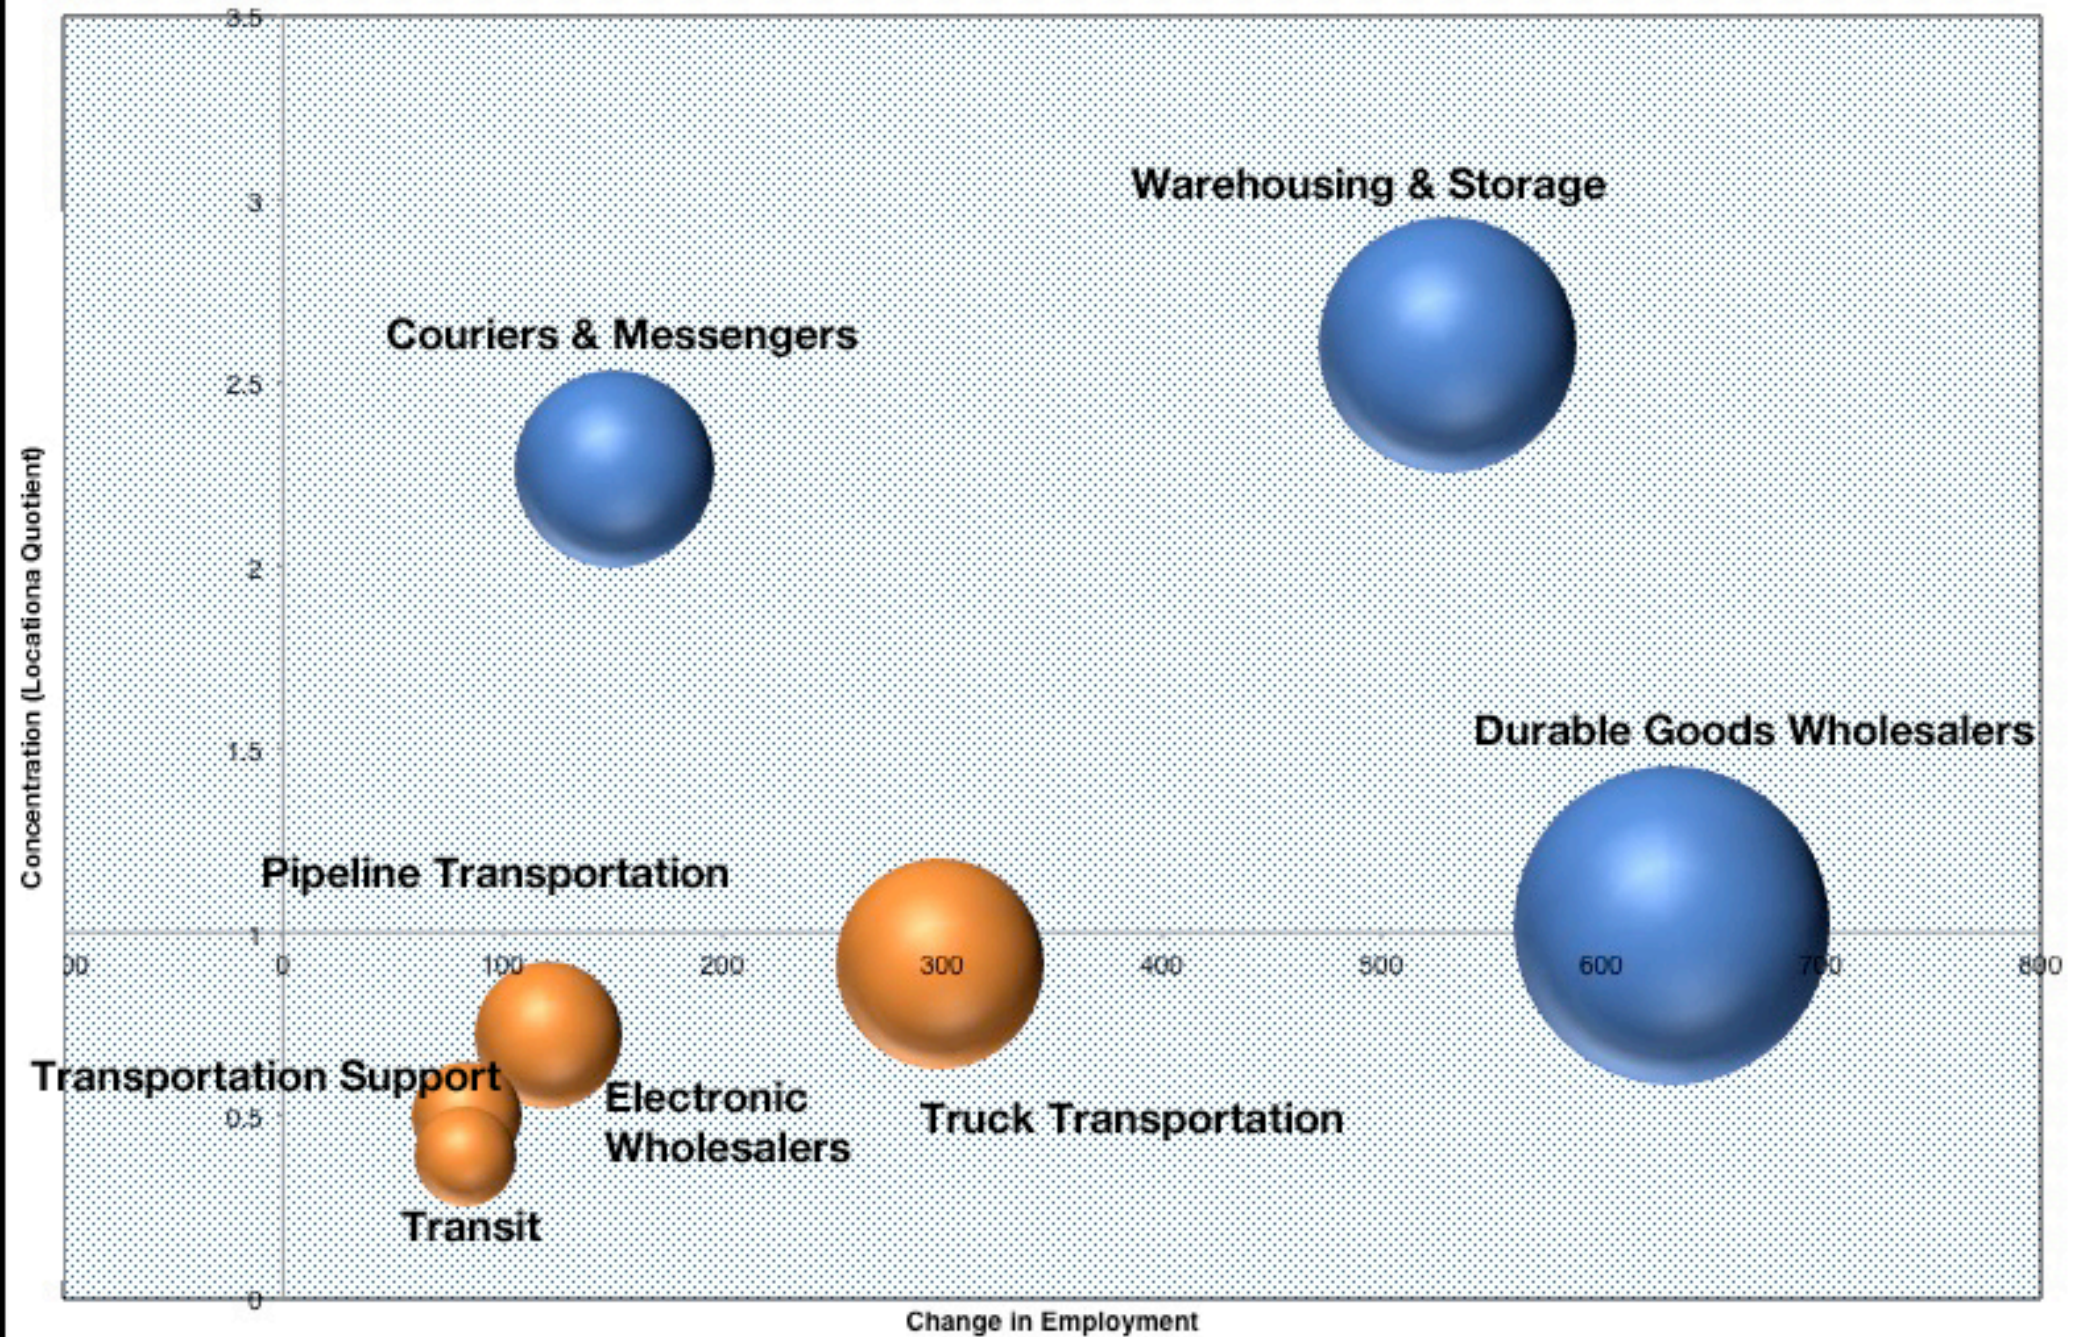 3.5
Warehousing & Storage
3
Couriers & Messengers
2.5
2
Durable Goods Wholesalers
1.5
Pipeline Transportation
1
00 0 100 200 300 400 500 600 700 800
Transportation Support
0.5
Electronic
Wholesalers
Truck Transportation
Transit
0
Concentration (Locationa Quotient)
Change in Employment